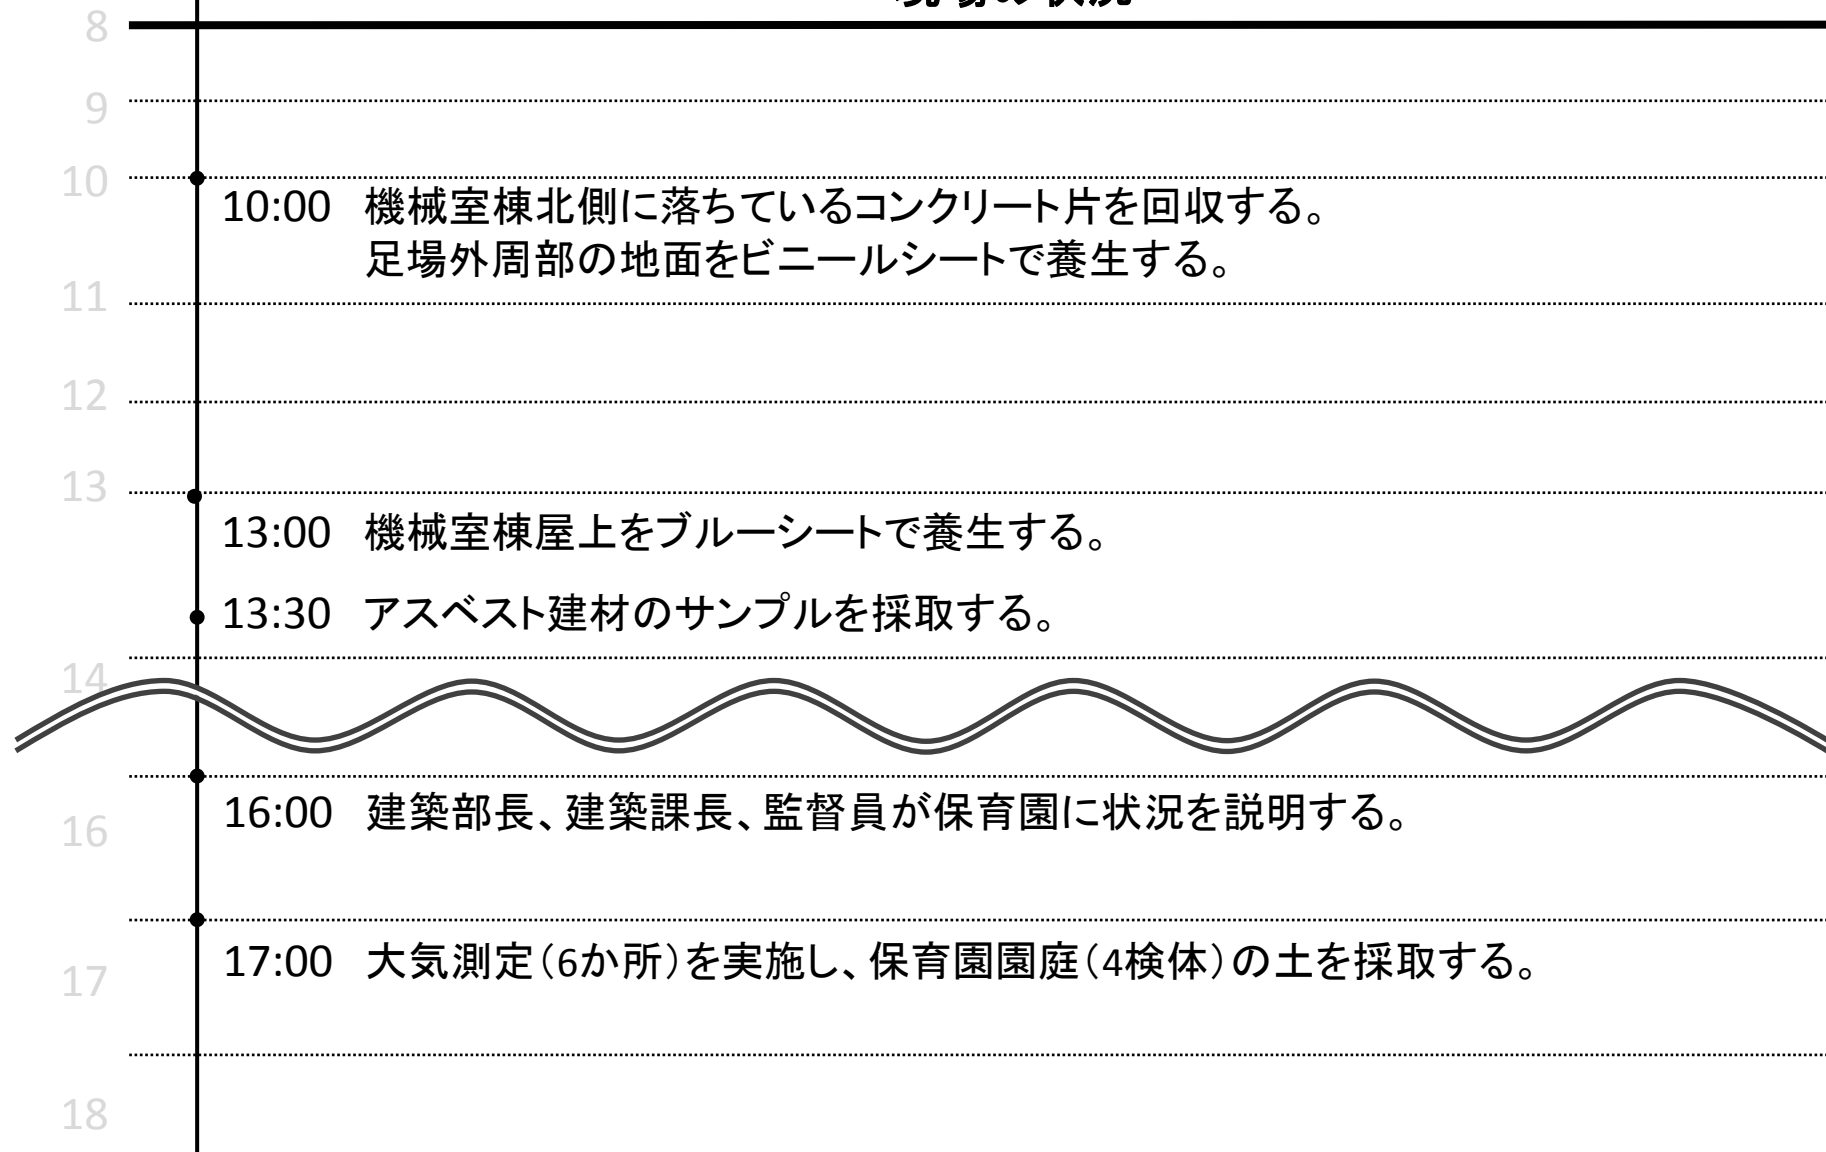 現場の状況
8
9
10
10:00 機械室棟北側に落ちているコンクリート片を回収する。
足場外周部の地面をビニールシートで養生する。
11
12
13
13:00 機械室棟屋上をブルーシートで養生する。
13:30 アスベスト建材のサンプルを採取する。
14
16:00 建築部長、建築課長、監督員が保育園に状況を説明する。
16
17:00 大気測定(6か所)を実施し、保育園園庭(4検体)の土を採取する。
17
18